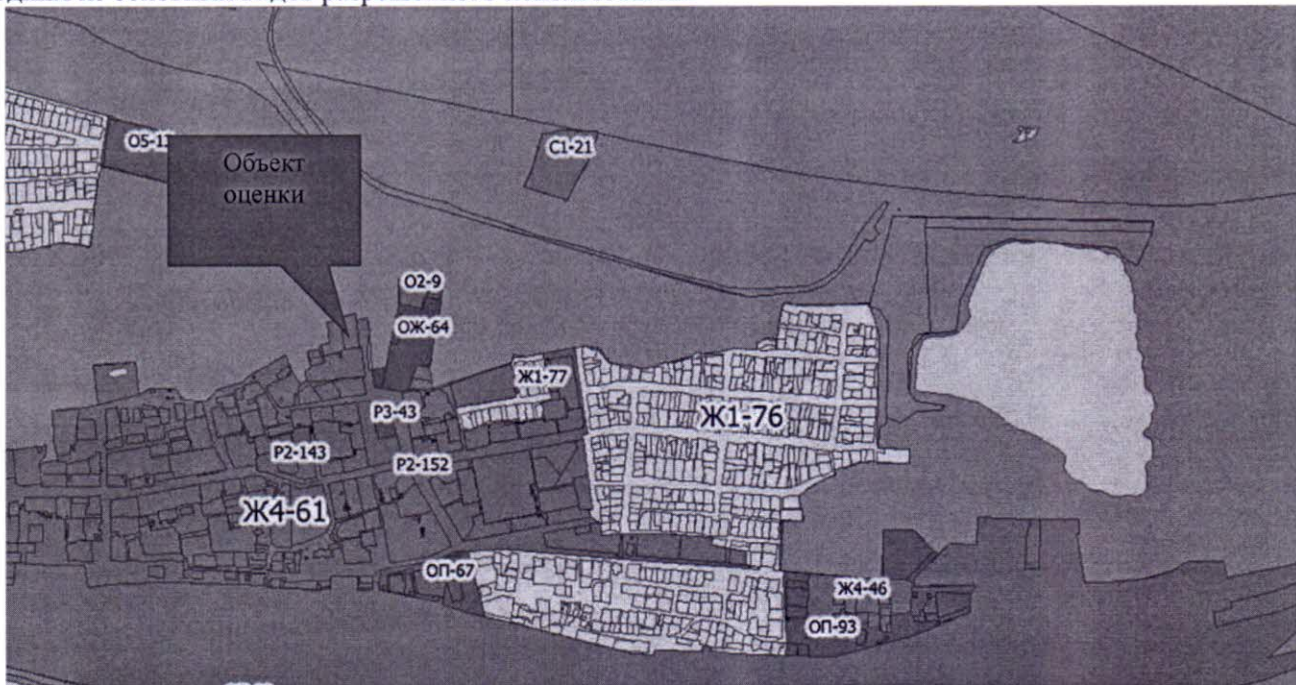 О5-1
Объект
оценки
С1-21
О2-9
ОЖ-64
Ж1-77
Р3-43
Ж1-76
Р2-143
Р2-152
Ж4-61
ОП-67
Ж4-46
ОП-93